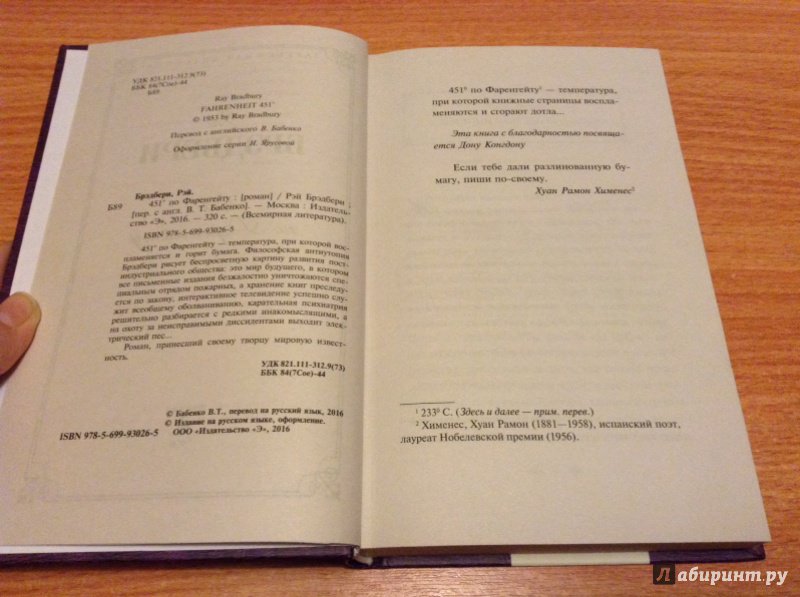 УДК 821.111-312.9(73)
ББК 84(7Сое)-44
Б89
Ray Bradbury
FAHRENHEIT 451°
© 1953 by Ray Bradbury
Перевод с английского В. Бабенко
Оформление серии Н. Ярусовой
Брэдбери, Рэй.
Б89 451° по Фаренгейту : [роман] / Рэй Брэдбери ;
[пер. с англ. В. Т. Бабенко]. — Москва : Издатель-
ство «Э», 2016. — 320 с. — (Всемирная литература).
ISBN 978-5-699-93026-5
451° по Фаренгейту — температура, при которой вос-
пламеняется и горит бумага. Философская антиутопия
Брэдбери рисует беспросветную картину развития пост-
индустриального общества: это мир будущего, в котором
все письменные издания безжалостно уничтожаются спе-
циальным отрядом пожарных, а хранение книг преследу-
ется по закону, интерактивное телевидение успешно слу-
жит всеобщему оболваниванию, карательная психиатрия
решительно разбирается с редкими инакомыслящими, а
на охоту за неисправимыми диссидентами выходит элек-
трический пес...
Роман, принесший своему творцу мировую извест-
ность.
УДК 821.111-312.9(73)
ББК 84(7Сое)-44
© Бабенко В.Т., перевод на русский язык, 2016
© Издание на русском языке, оформление.
ISBN 978-5-699-93026-5 ООО «Издательство «Э», 2016
451⁰ по Фаренгейту¹ — температура,
при которой книжные страницы воспла-
меняются и сгорают дотла...
Эта книга с благодарностью посвяща-
ется Дону Конгдону
Если тебе дали разлинованную бу-
магу, пиши по-своему.
Хуан Рамон Хименес²
¹ 233⁰ С. (Здесь и далее — прим. перев.)
² Хименес, Хуан Рамон (1881—1958), испанский поэт,
лауреат Нобелевской премии (1956).
Лабиринт.ру